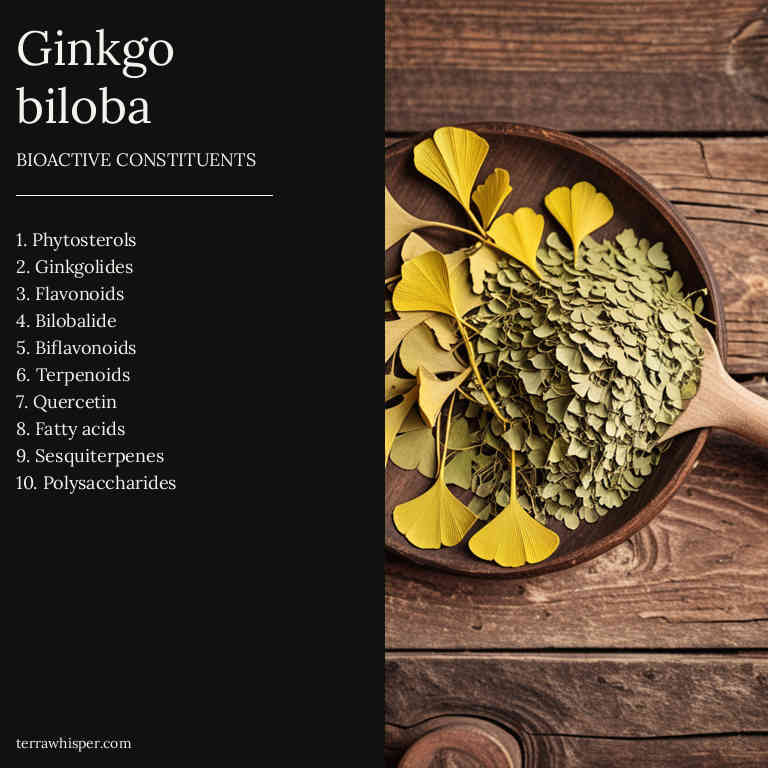 Ginkgo
biloba
BIOACTIVE CONSTITUENTS
1. Phytosterols
2. Ginkgolides
3. Flavonoids
4. Bilobalide
5. Biflavonoids
6. Terpenoids
7. Quercetin
8. Fatty acids
9. Sesquiterpenes
10. Polysaccharides
terrawhisper.com